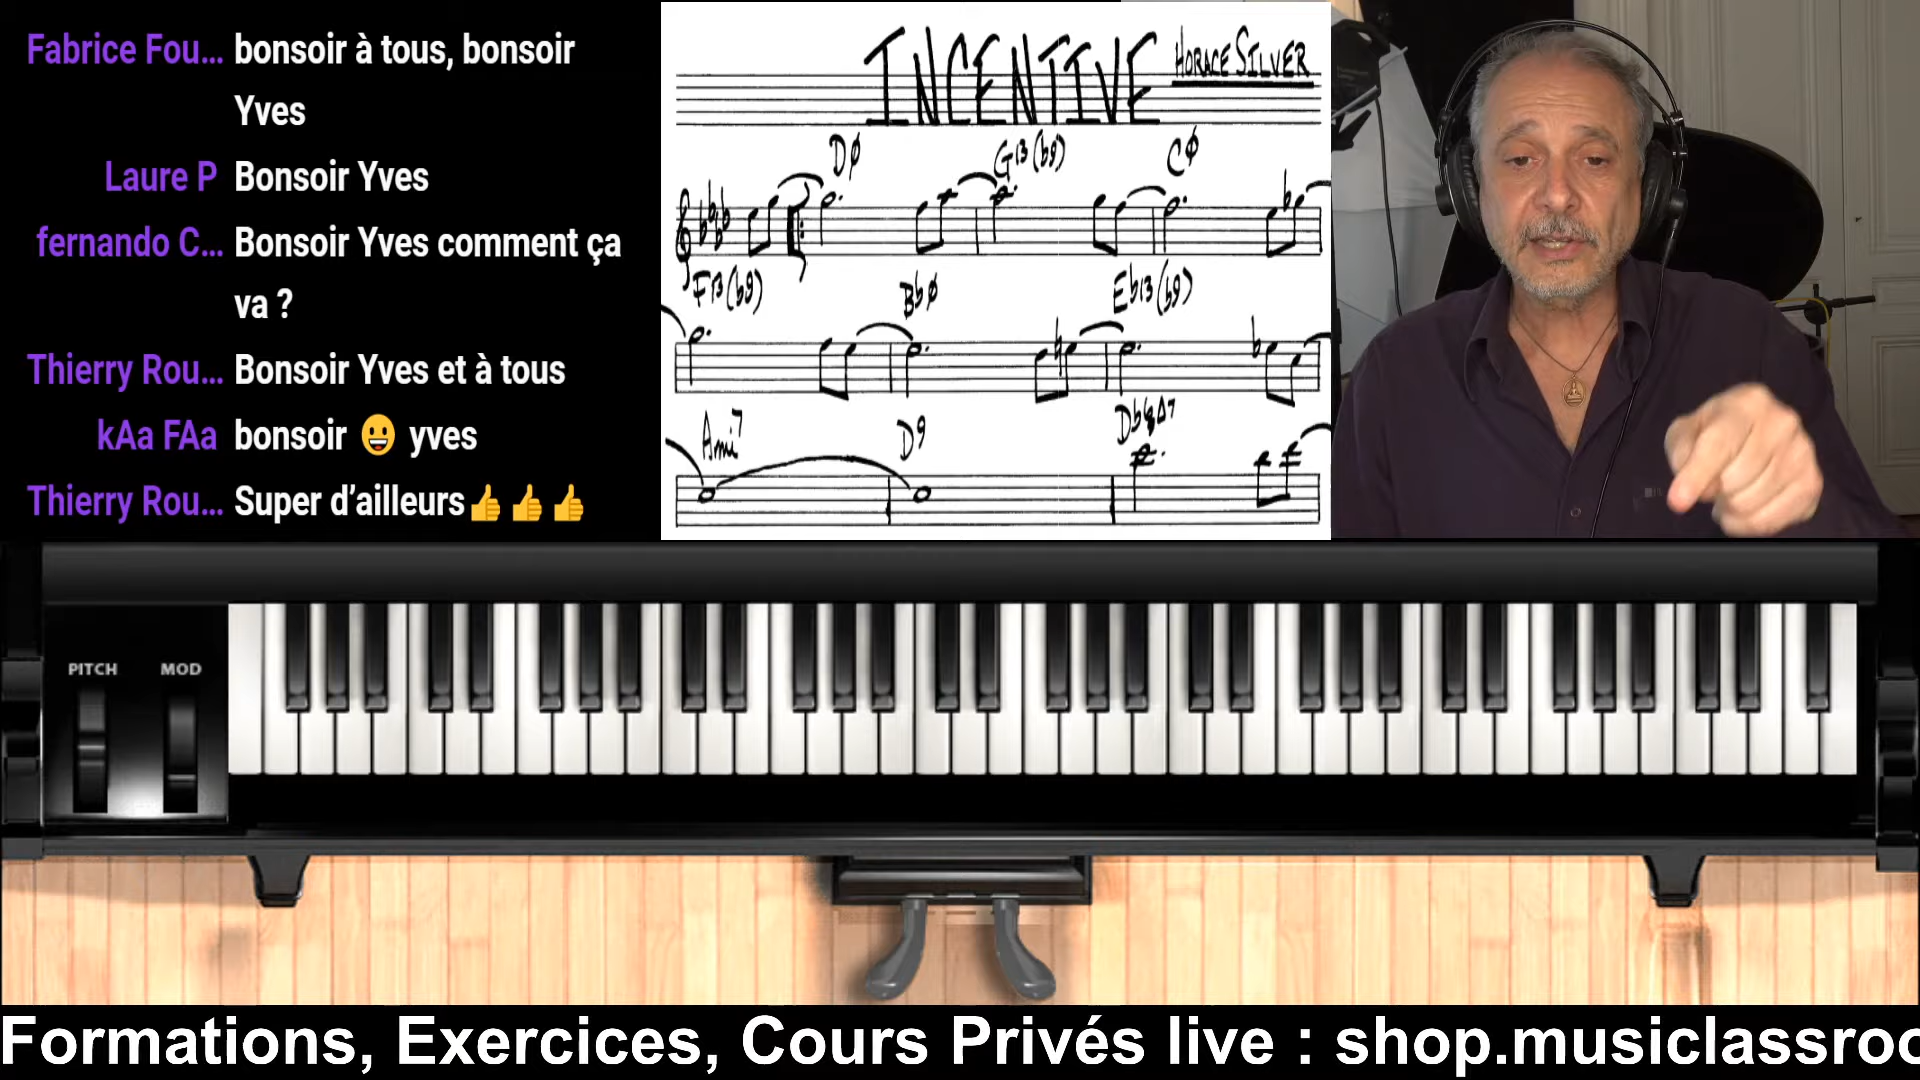 Fabrice Fou... bonsoir à tous, bonsoir
Yves
Laure P Bonsoir Yves
fernando C... Bonsoir Yves comment ça
va ?
Thierry Rou... Bonsoir Yves et à tous
kAa FAa bonsoir 😀 yves
Thierry Rou... Super d’ailleurs👍👍👍
INCENTIVE HORACE SILVER
DØ G13(b9) CØ
F13(b9) BbØ Eb13(b9)
Ami7 D9
PITCH MOD
Formations, Exercices, Cours Privés live : shop.musiclassroo